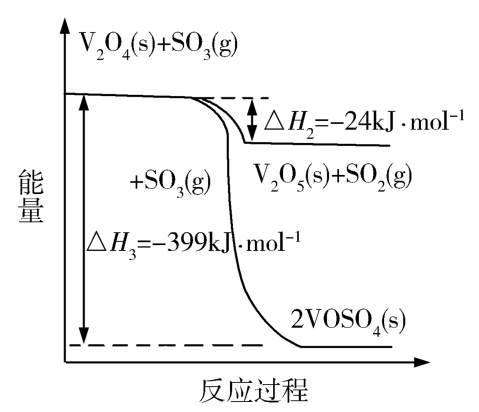 V₂O₄(s)+SO₃(g)
△H₂=−24kJ·mol⁻¹
+SO₃(g)
V₂O₅(s)+SO₂(g)
能量
△H₃=−399kJ·mol⁻¹
2VOSO₄(s)
反应过程